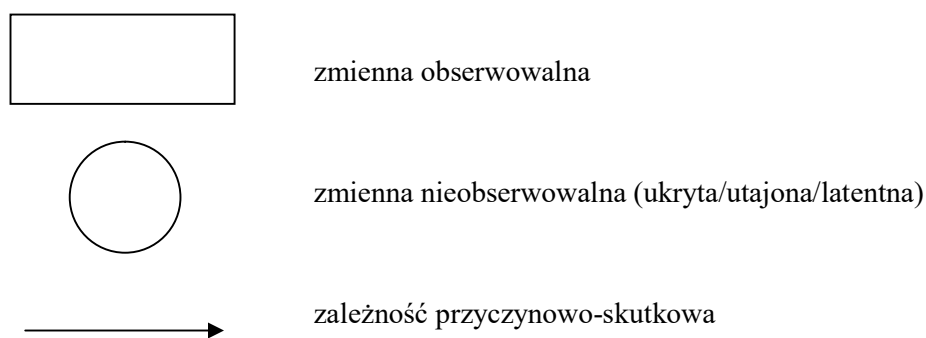 zmienna obserwowalna
zmienna nieobserwowalna (ukryta/utajona/latentna)
zależność przyczynowo-skutkowa